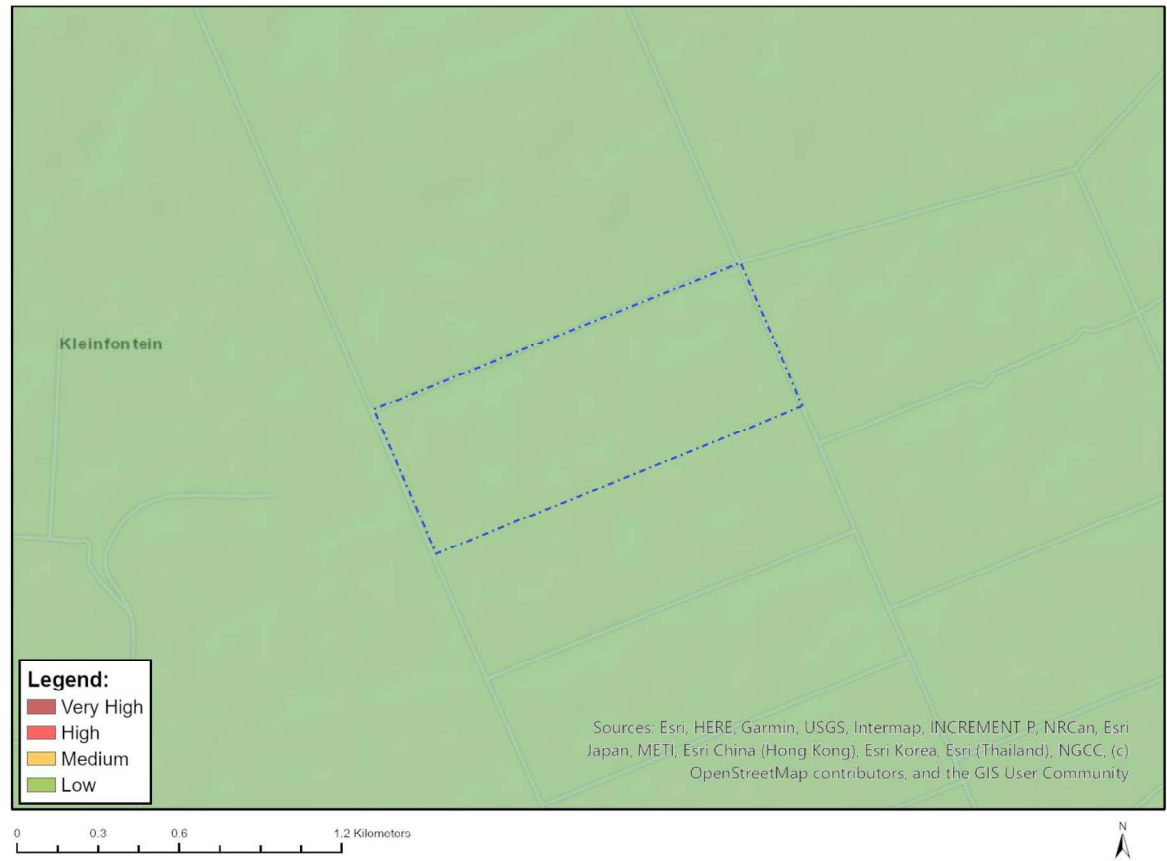 Kleinfontein
Legend:
Very High
High
Medium
Low
Sources: Esri, HERE, Garmin, USGS, Intermap, INCREMENT P, NRCan, Esri
Japan, METI, Esri China (Hong Kong), Esri Korea, Esri (Thailand), NGCC, (c)
OpenStreetMap contributors, and the GIS User Community
0 0.3 0.6 1.2 Kilometers
N